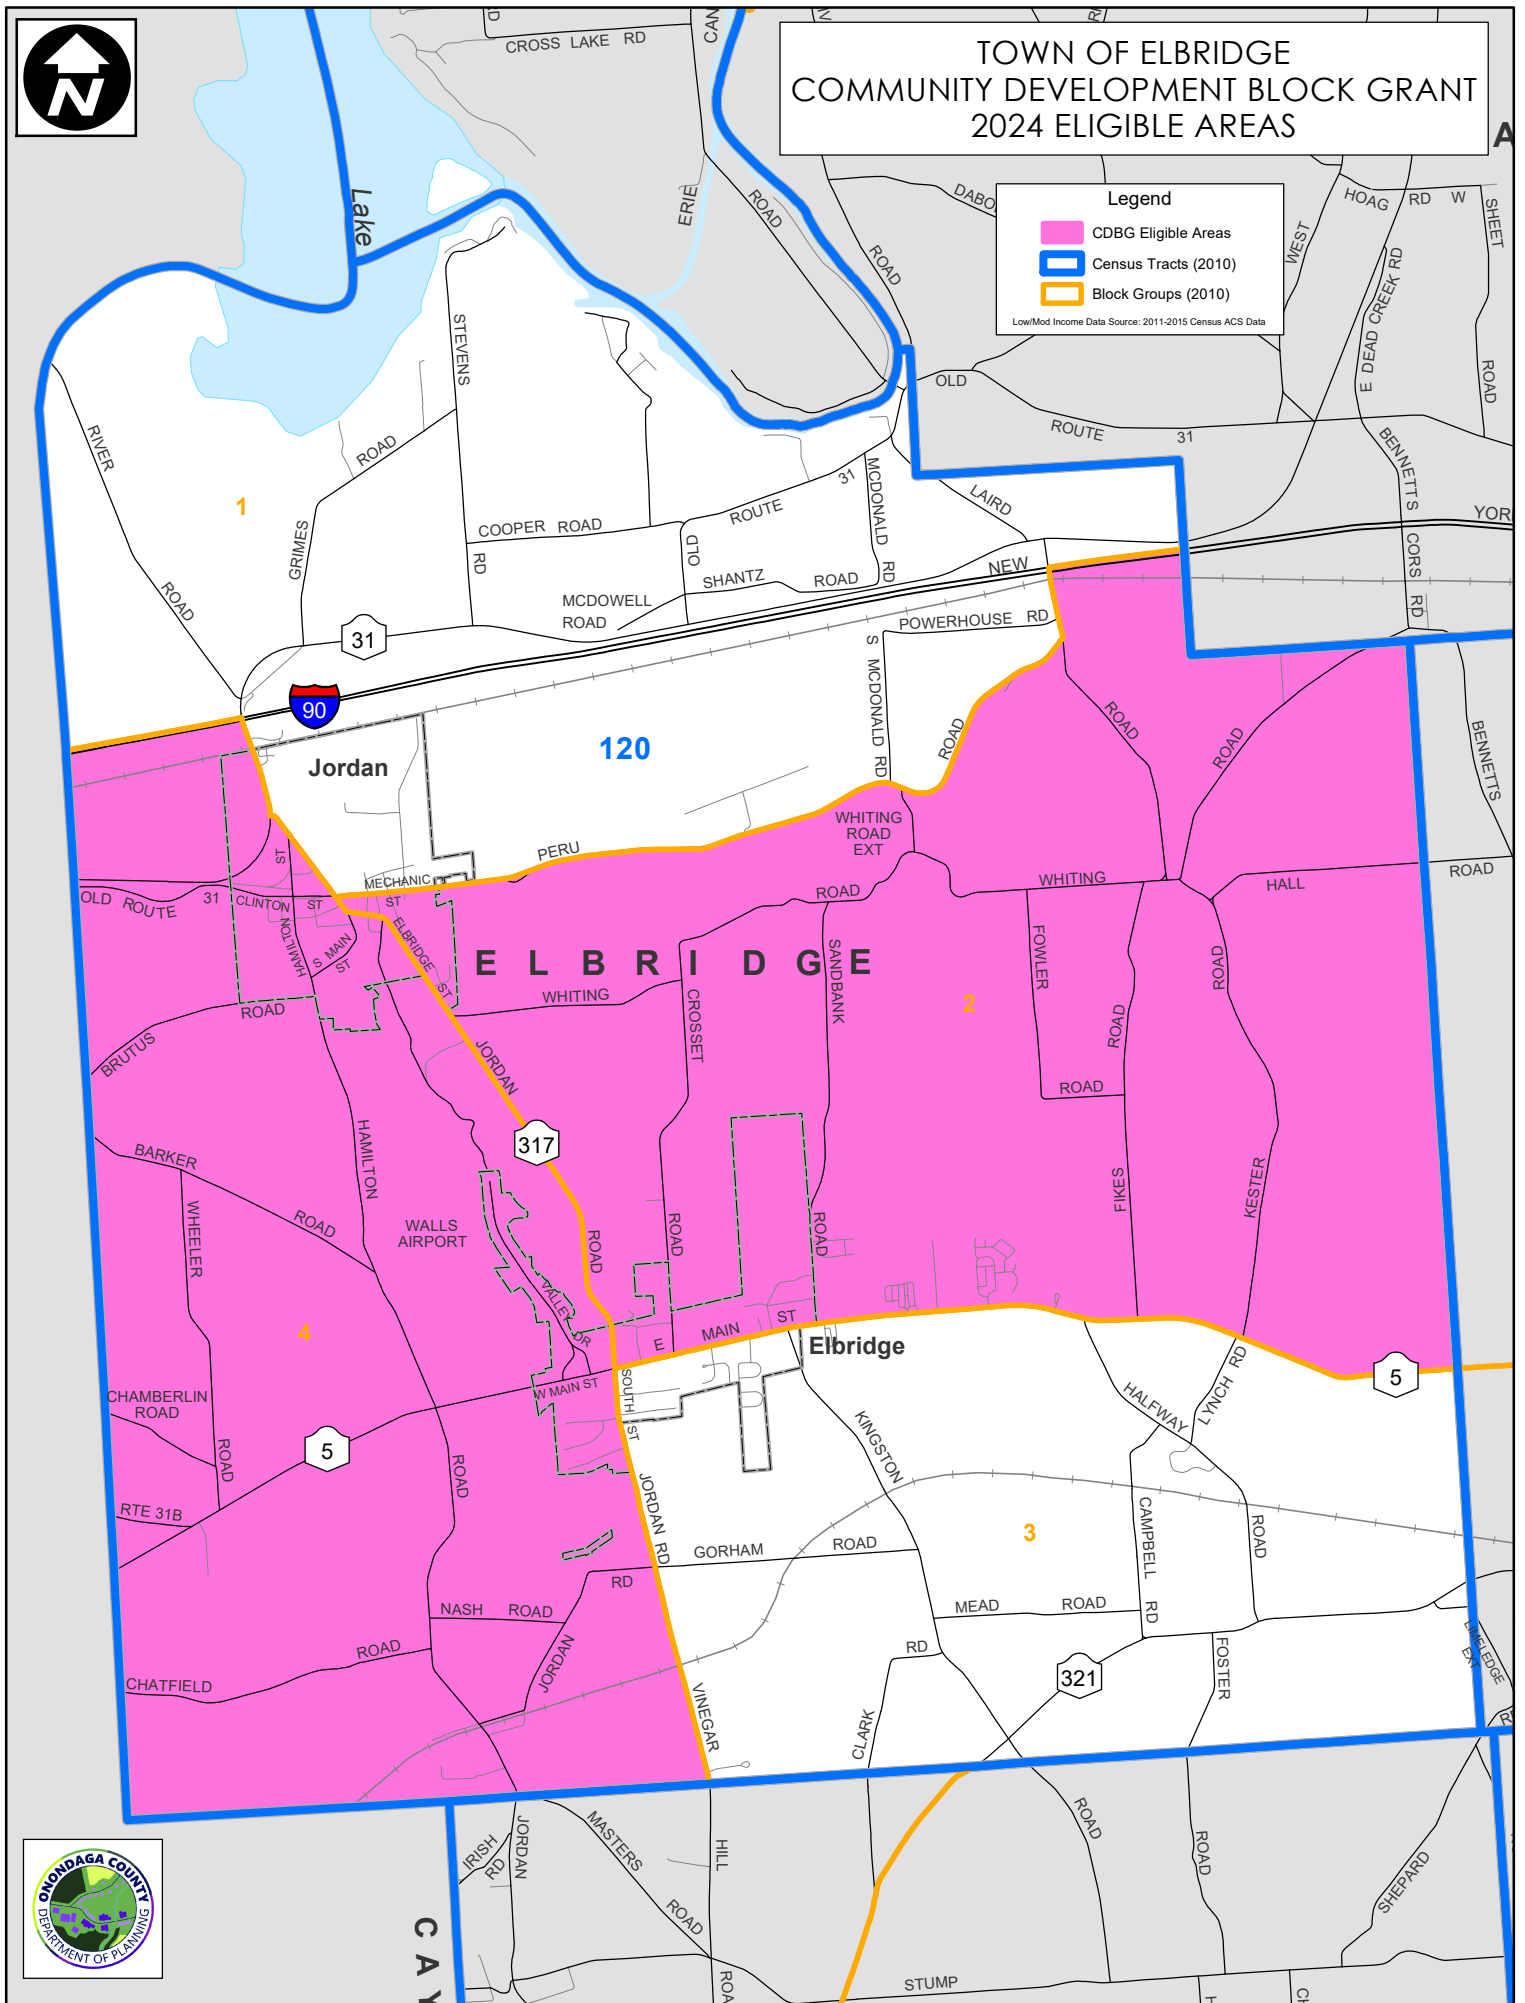 TOWN OF ELBRIDGE
COMMUNITY DEVELOPMENT BLOCK GRANT
2024 ELIGIBLE AREAS
N
Legend
CDBG Eligible Areas
Census Tracts (2010)
Block Groups (2010)
Low/Mod Income Data Source: 2011-2015 Census ACS Data
RD
CROSS LAKE RD
CAN
A
Lake
ERIE
ROAD
ROAD
WEST
HOAG RD W
SHEET
ROAD
E DEAD CREEK RD
OLD
ROUTE 31
BENNETTS
CORS
RD
BENNETTS
ROAD
STEVENS
RD
RIVER
ROAD
ROAD
GRIMES
1
COOPER ROAD
OLD
ROUTE
31
MCDONALD
RD
LAIRD
SHANTZ ROAD
MCDOWELL
ROAD
NEW
YOR
31
90
POWERHOUSE RD
S MCDONALD RD
ROAD
ROAD
ROAD
Jordan
120
WHITING
ROAD
EXT
PERU
MECHANIC
ST
ST
OLD ROUTE 31
CLINTON ST
HAMILTON
S MAIN
ST
ELBRIDGE
ST
ROAD
WHITING
HALL
ELBRIDGE
WHITING
CROSSET
ROAD
SANDBANK
ROAD
2
FOWLER
ROAD
ROAD
FIKES
ROAD
KESTER
BRUTUS
ROAD
JORDAN
317
ROAD
BARKER
ROAD
HAMILTON
WHEELER
ROAD
WALLS
AIRPORT
VALLEY DR
4
E MAIN ST
Elbridge
W MAIN ST
SOUTH
ST
CHAMBERLIN
ROAD
5
5
RTE 31B
ROAD
JORDAN RD
KINGSTON
HALFWAY
LYNCH RD
ROAD
CAMPBELL
RD
3
GORHAM ROAD
RD
NASH ROAD
JORDAN
MEAD ROAD
CHATFIELD
ROAD
RD
CLARK
321
FOSTER
LIMELEDGE
EXT
VINEGAR
HILL
ONONDAGA COUNTY
DEPARTMENT OF PLANNING
IRISH
RD
JORDAN
MASTERS
ROAD
ROAD
ROAD
SHEPARD
STUMP
ROA
CAY